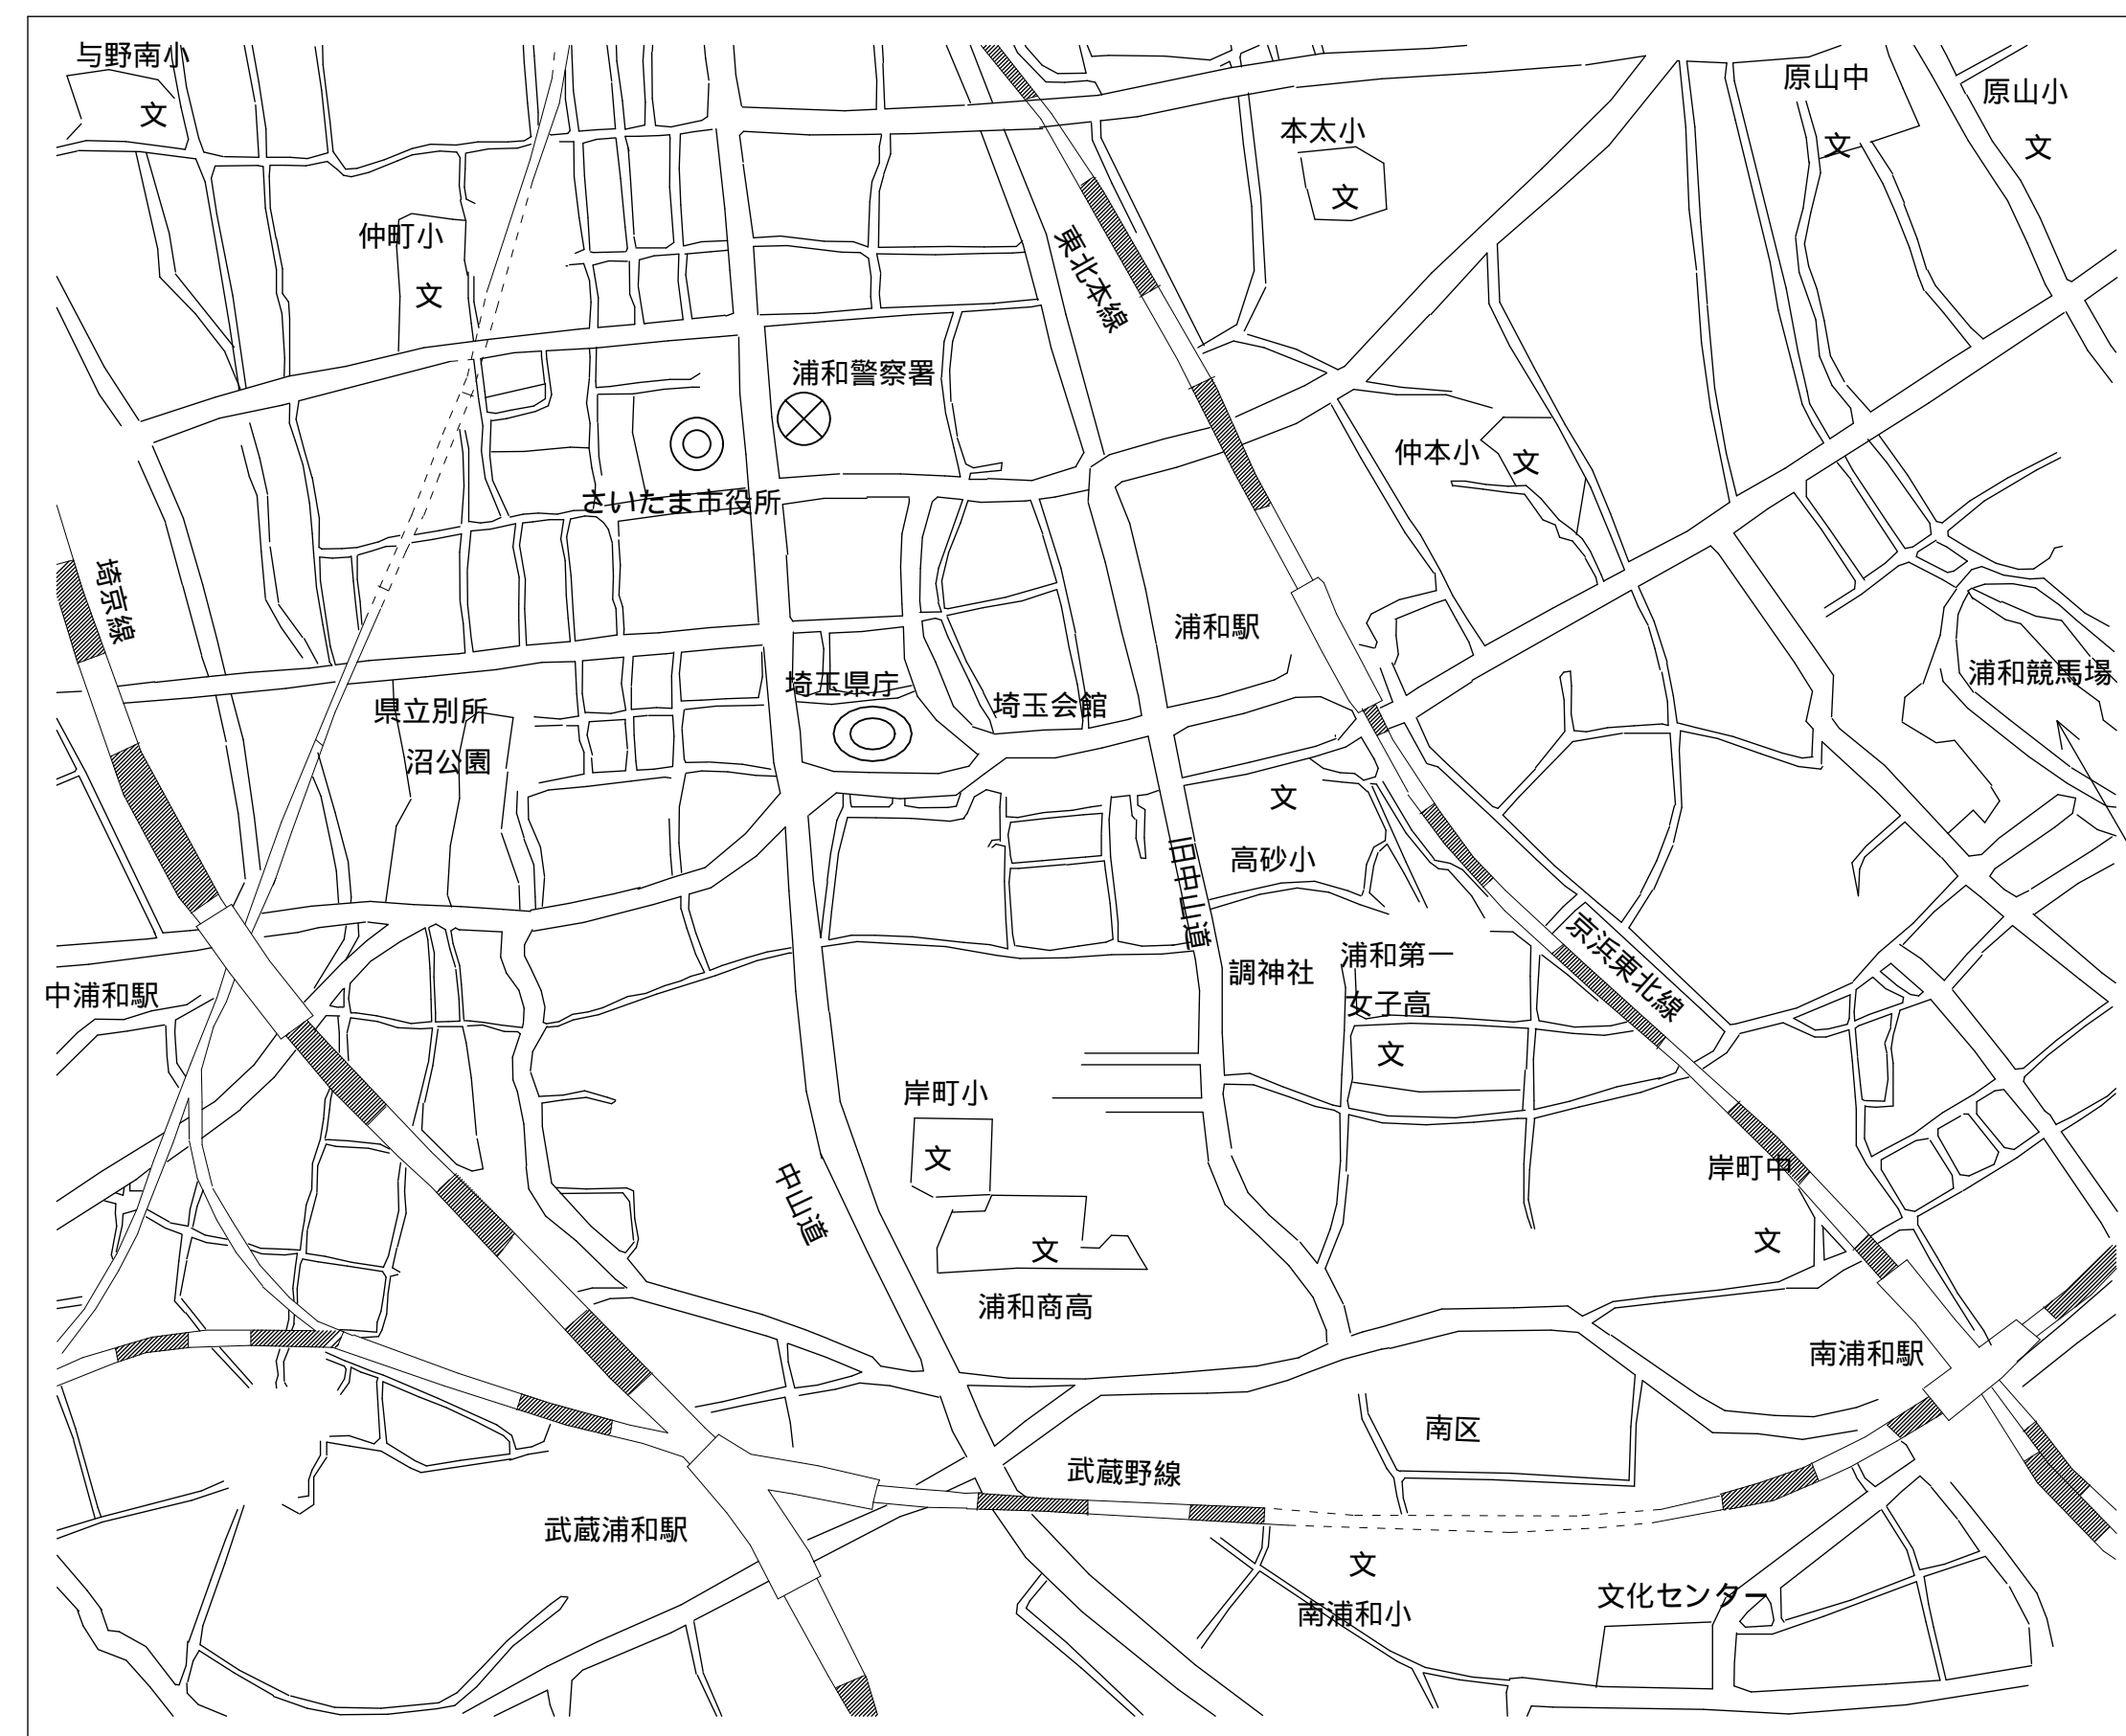 与野南小
文
原山中
原山小
文
文
本太小
文
仲町小
文
東北本線
浦和警察署
仲本小
文
さいたま市役所
埼京線
浦和駅
浦和競馬場
埼玉県庁
埼玉会館
県立別所
沼公園
文
高砂小
旧中山道
京浜東北線
浦和第一
女子高
文
調神社
中浦和駅
岸町小
文
岸町中
文
中山道
文
浦和商高
南浦和駅
南区
武蔵野線
武蔵浦和駅
文
南浦和小
文化センター